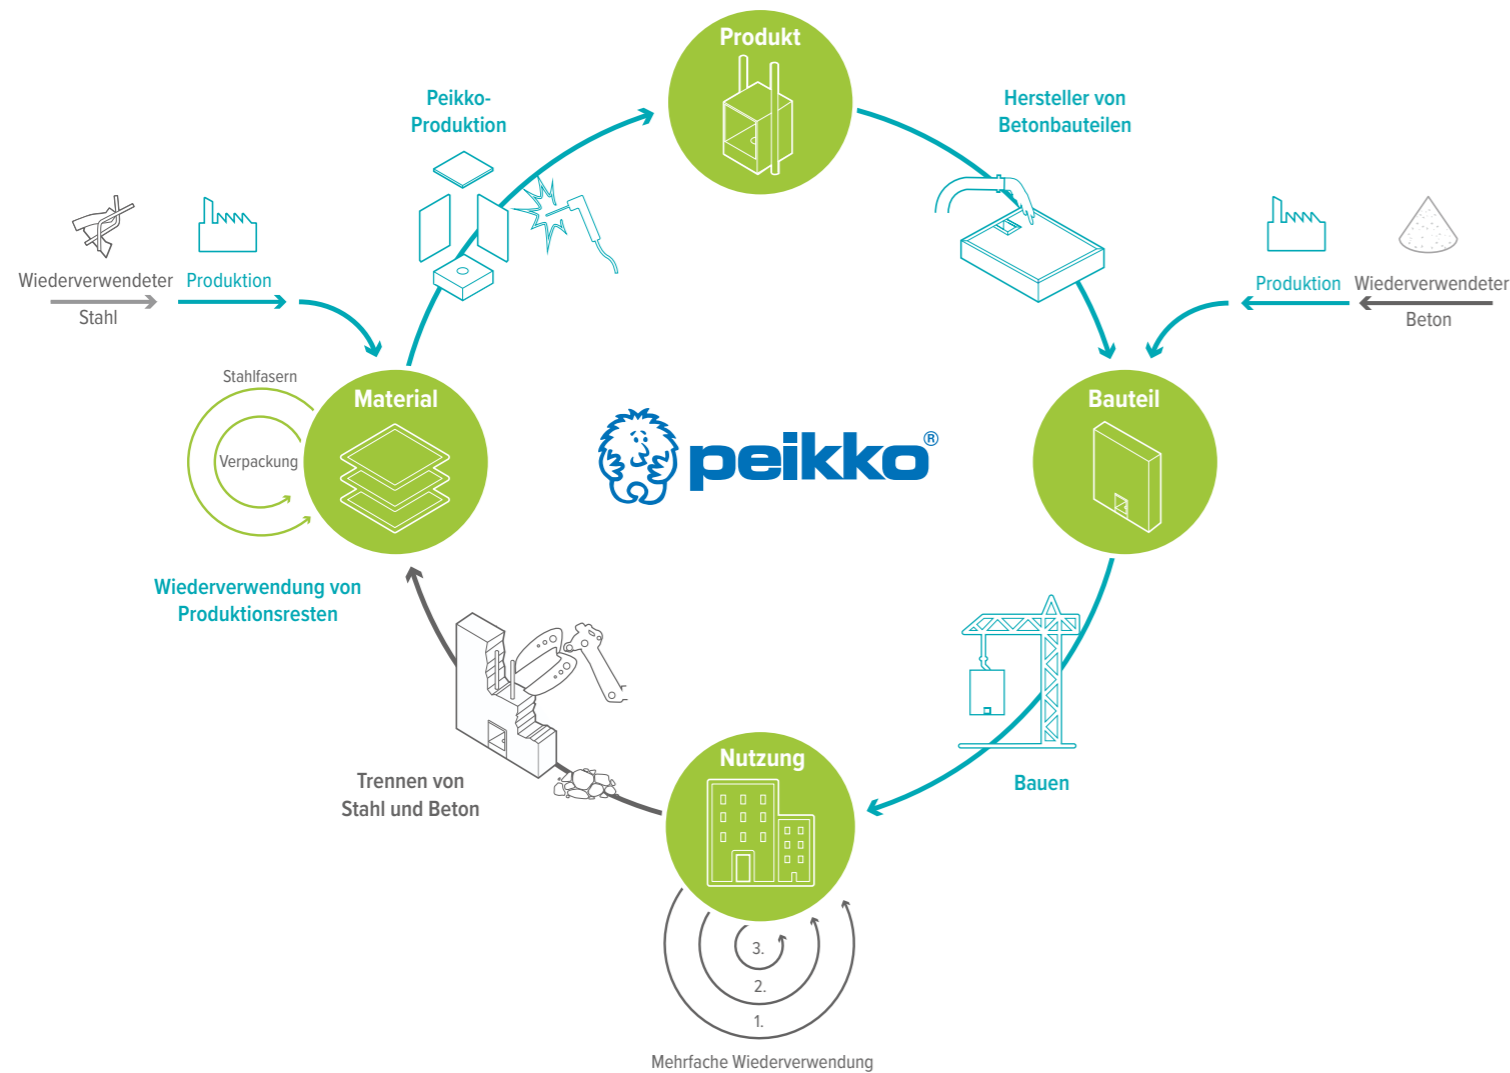 Produkt
Peikko-
Produktion
Hersteller von
Betonbauteilen
Wiederverwendeter
Stahl
Produktion
Produktion
Wiederverwendeter
Beton
Stahlfasern
Verpackung
Material
peikko®
Bauteil
Wiederverwendung von
Produktionsresten
Trennen von
Stahl und Beton
Nutzung
Bauen
3.
2.
1.
Mehrfache Wiederverwendung